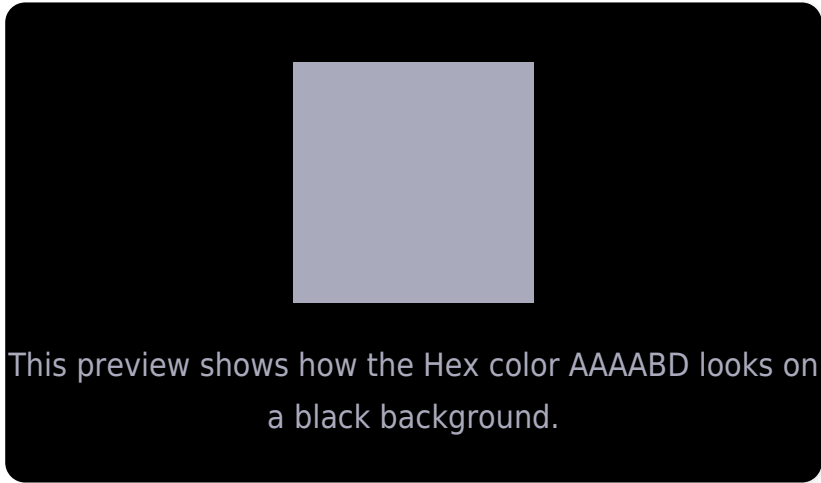 This preview shows how the Hex color AAAABD looks on
a black background.